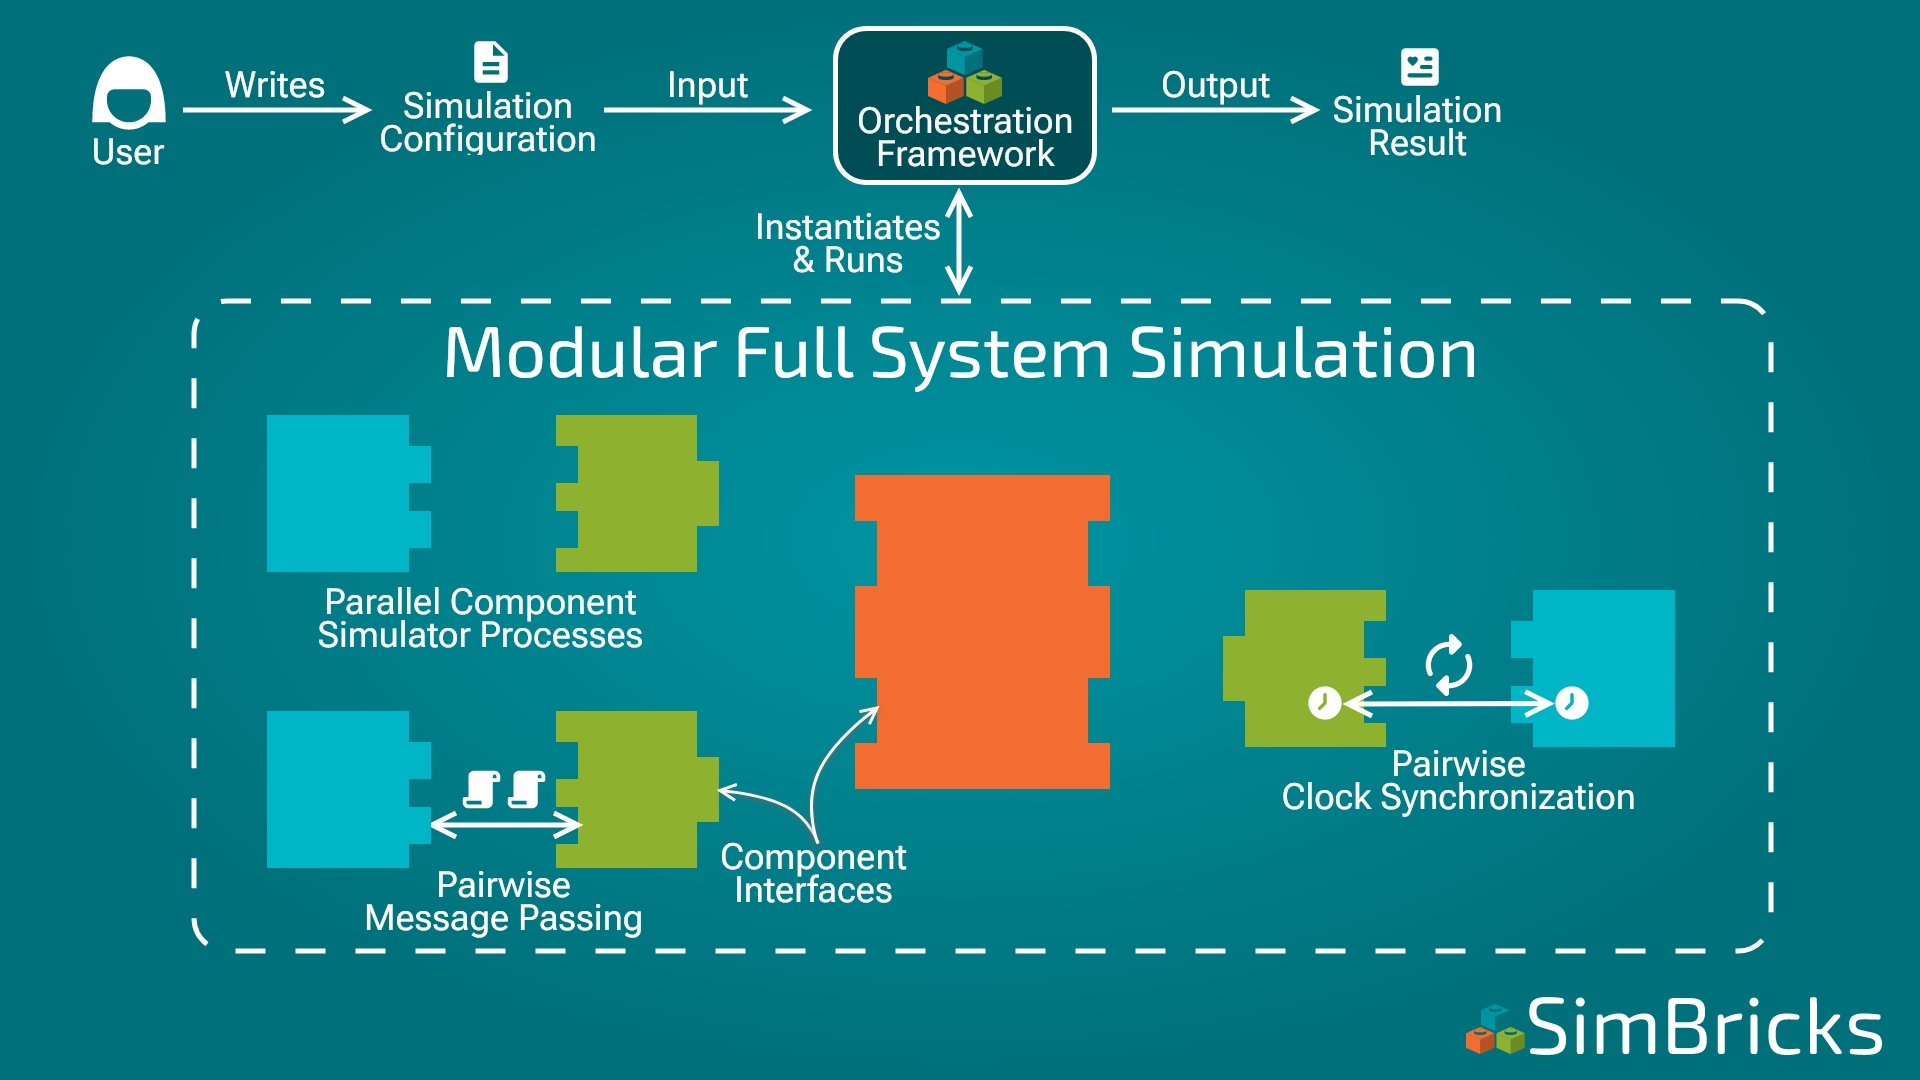 Writes
Input
Output
User
Simulation
Configuration
Orchestration
Framework
Simulation
Result
Instantiates
& Runs
Modular Full System Simulation
Parallel Component
Simulator Processes
Pairwise
Message Passing
Component
Interfaces
Pairwise
Clock Synchronization
SimBricks